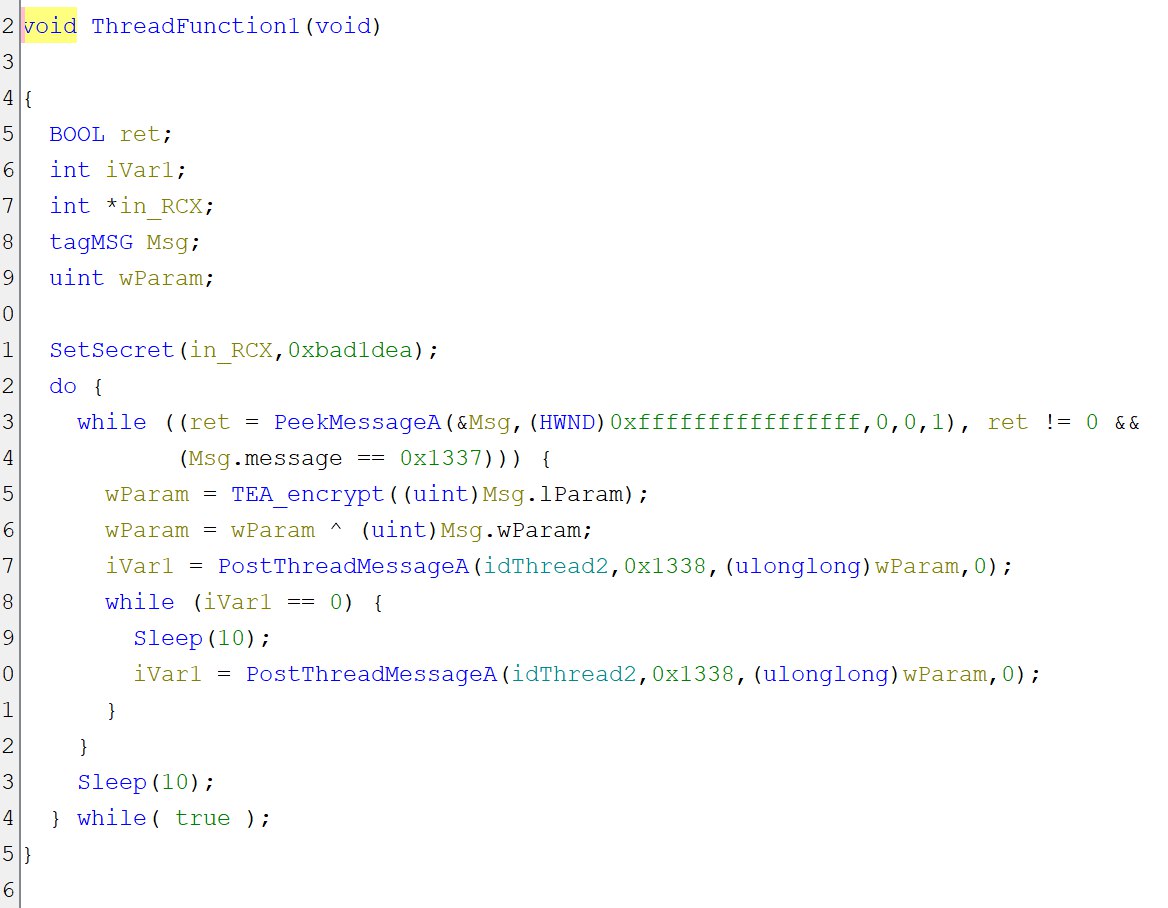 2 void ThreadFunction1(void)
3
4 {
5   BOOL ret;
6   int iVar1;
7   int *in_RCX;
8   tagMSG Msg;
9   uint wParam;
0
1   SetSecret(in_RCX,0xbad1dea);
2   do {
3     while ((ret = PeekMessageA(&Msg,(HWND)0xffffffffffffffff,0,0,1), ret != 0 &&
4            (Msg.message == 0x1337))) {
5       wParam = TEA_encrypt((uint)Msg.lParam);
6       wParam = wParam ^ (uint)Msg.wParam;
7       iVar1 = PostThreadMessageA(idThread2,0x1338,(ulonglong)wParam,0);
8       while (iVar1 == 0) {
9         Sleep(10);
0         iVar1 = PostThreadMessageA(idThread2,0x1338,(ulonglong)wParam,0);
1       }
2     }
3     Sleep(10);
4   } while( true );
5 }
6